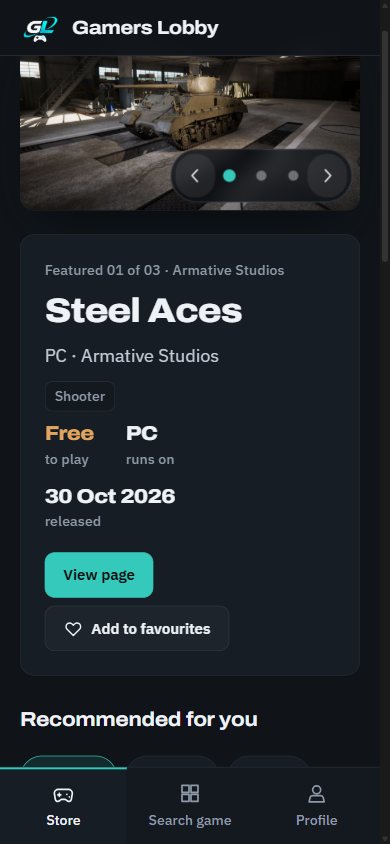 GL Gamers Lobby
Featured 01 of 03 · Armative Studios
Steel Aces
PC · Armative Studios
Shooter
Free PC
to play runs on
30 Oct 2026
released
View page
Add to favourites
Recommended for you
Store Search game Profile